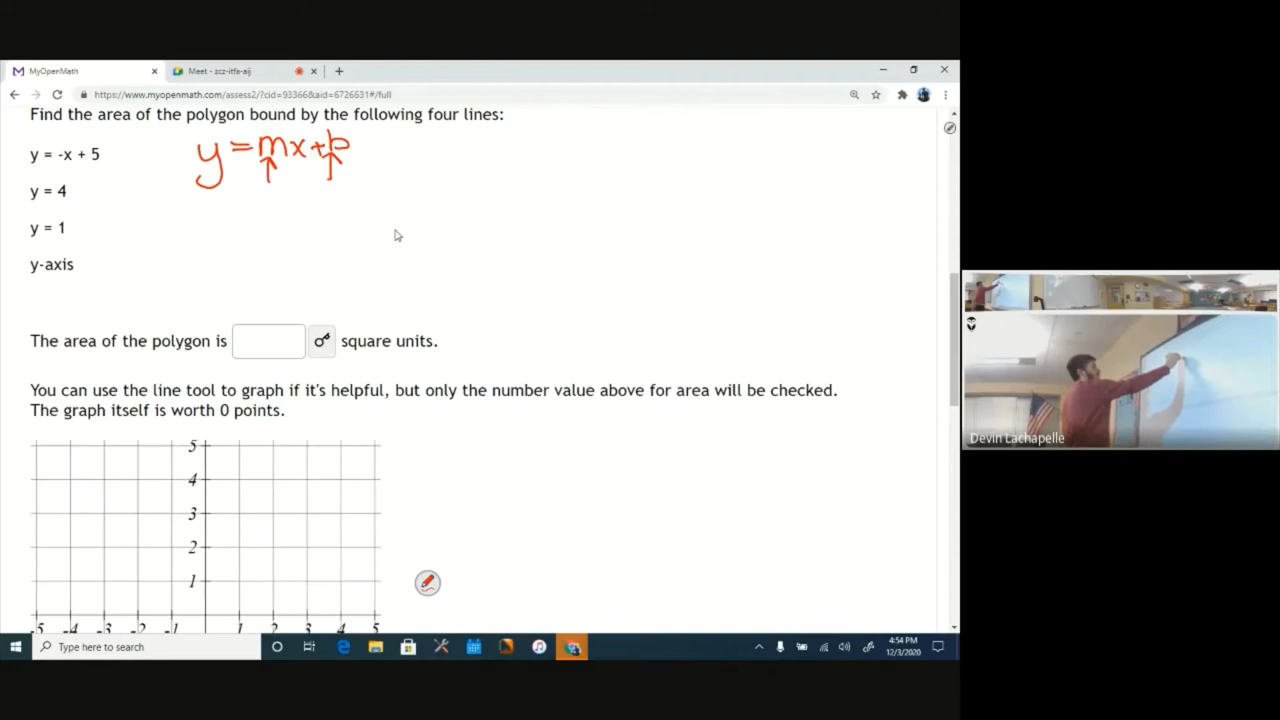 MyOpenMath
Meet - zcz-itfa-aij
https://www.myopenmath.com/assess2/?cid=93366&aid=6726631#/full
Find the area of the polygon bound by the following four lines:
y = -x + 5
y = mx + b
y = 4
y = 1
y-axis
The area of the polygon is
square units.
You can use the line tool to graph if it's helpful, but only the number value above for area will be checked.
The graph itself is worth 0 points.
5
4
3
2
1
-5 -4 -3 -2 -1 1 2 3 4 5
Devin Lachapelle
Type here to search
4:54 PM
12/3/2020